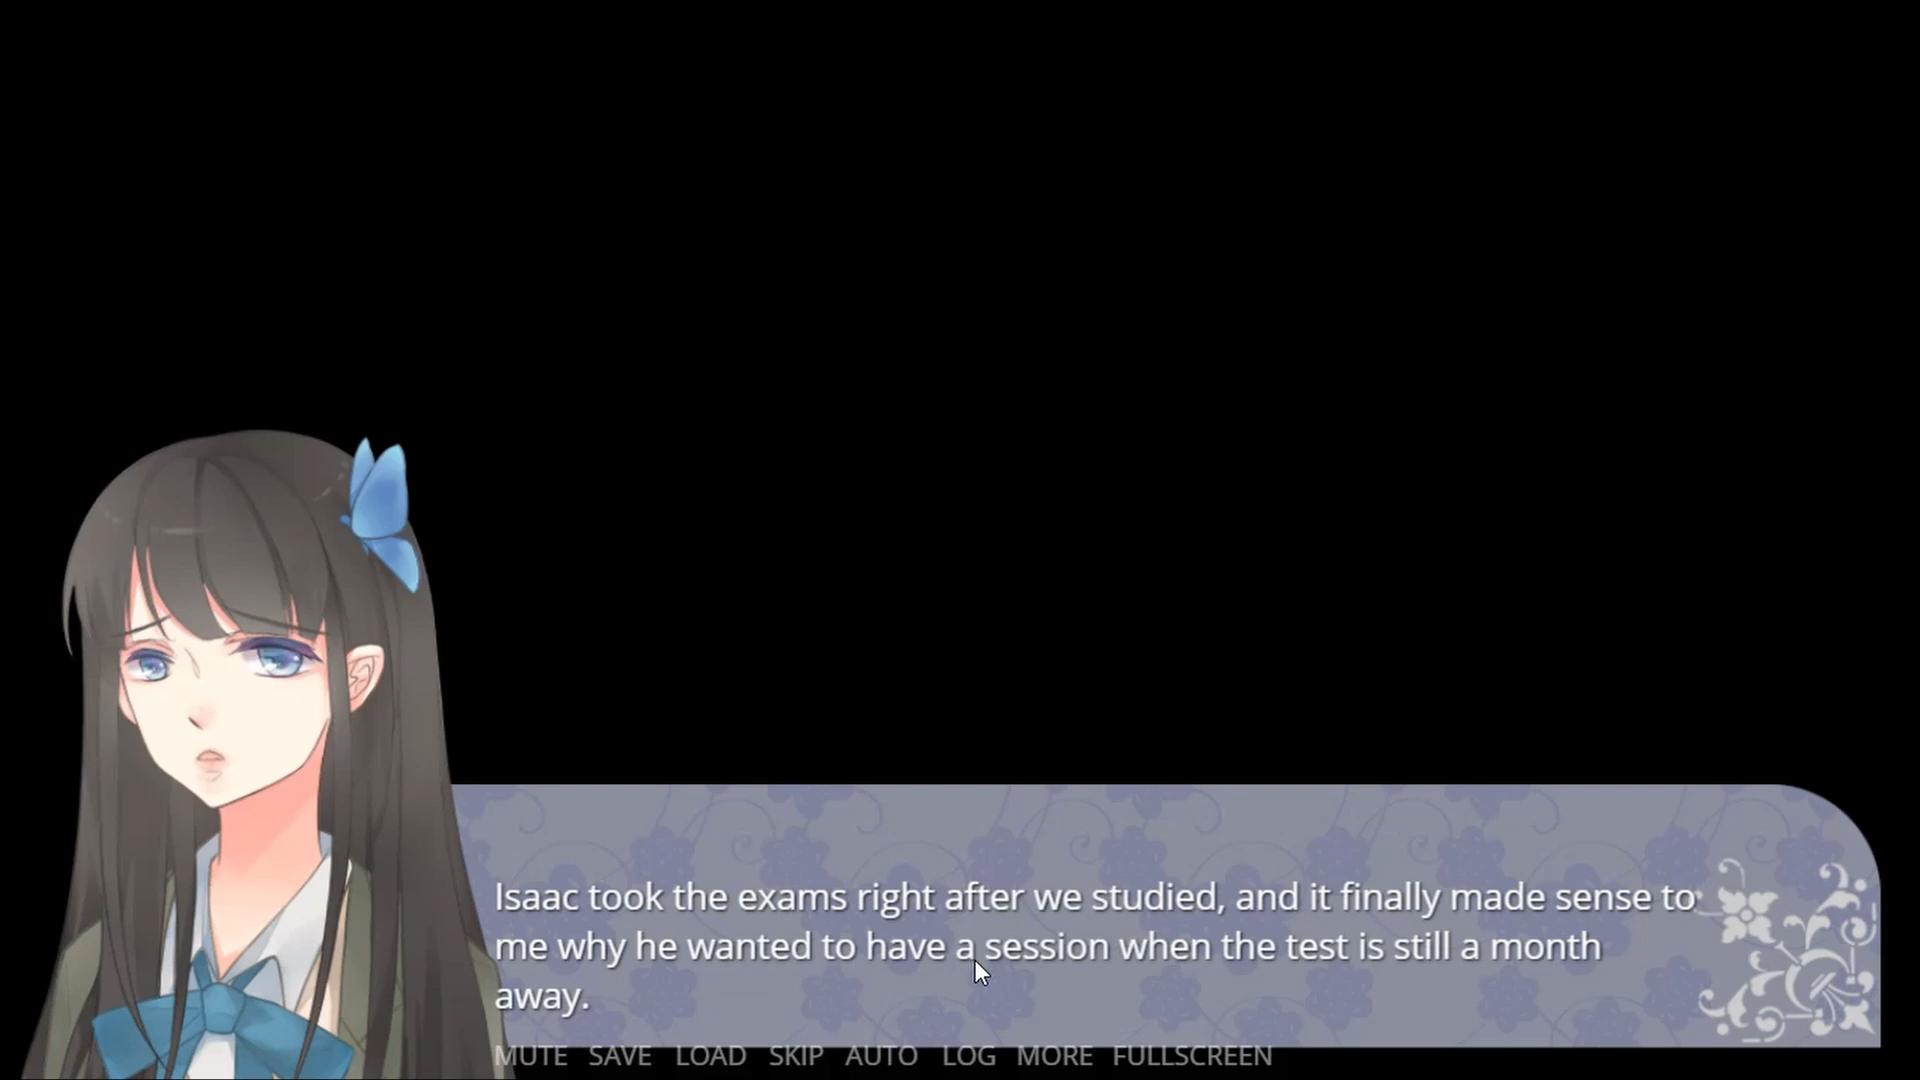 Isaac took the exams right after we studied, and it finally made sense to
me why he wanted to have a session when the test is still a month
away.
MUTE SAVE LOAD SKIP AUTO LOG MORE FULLSCREEN